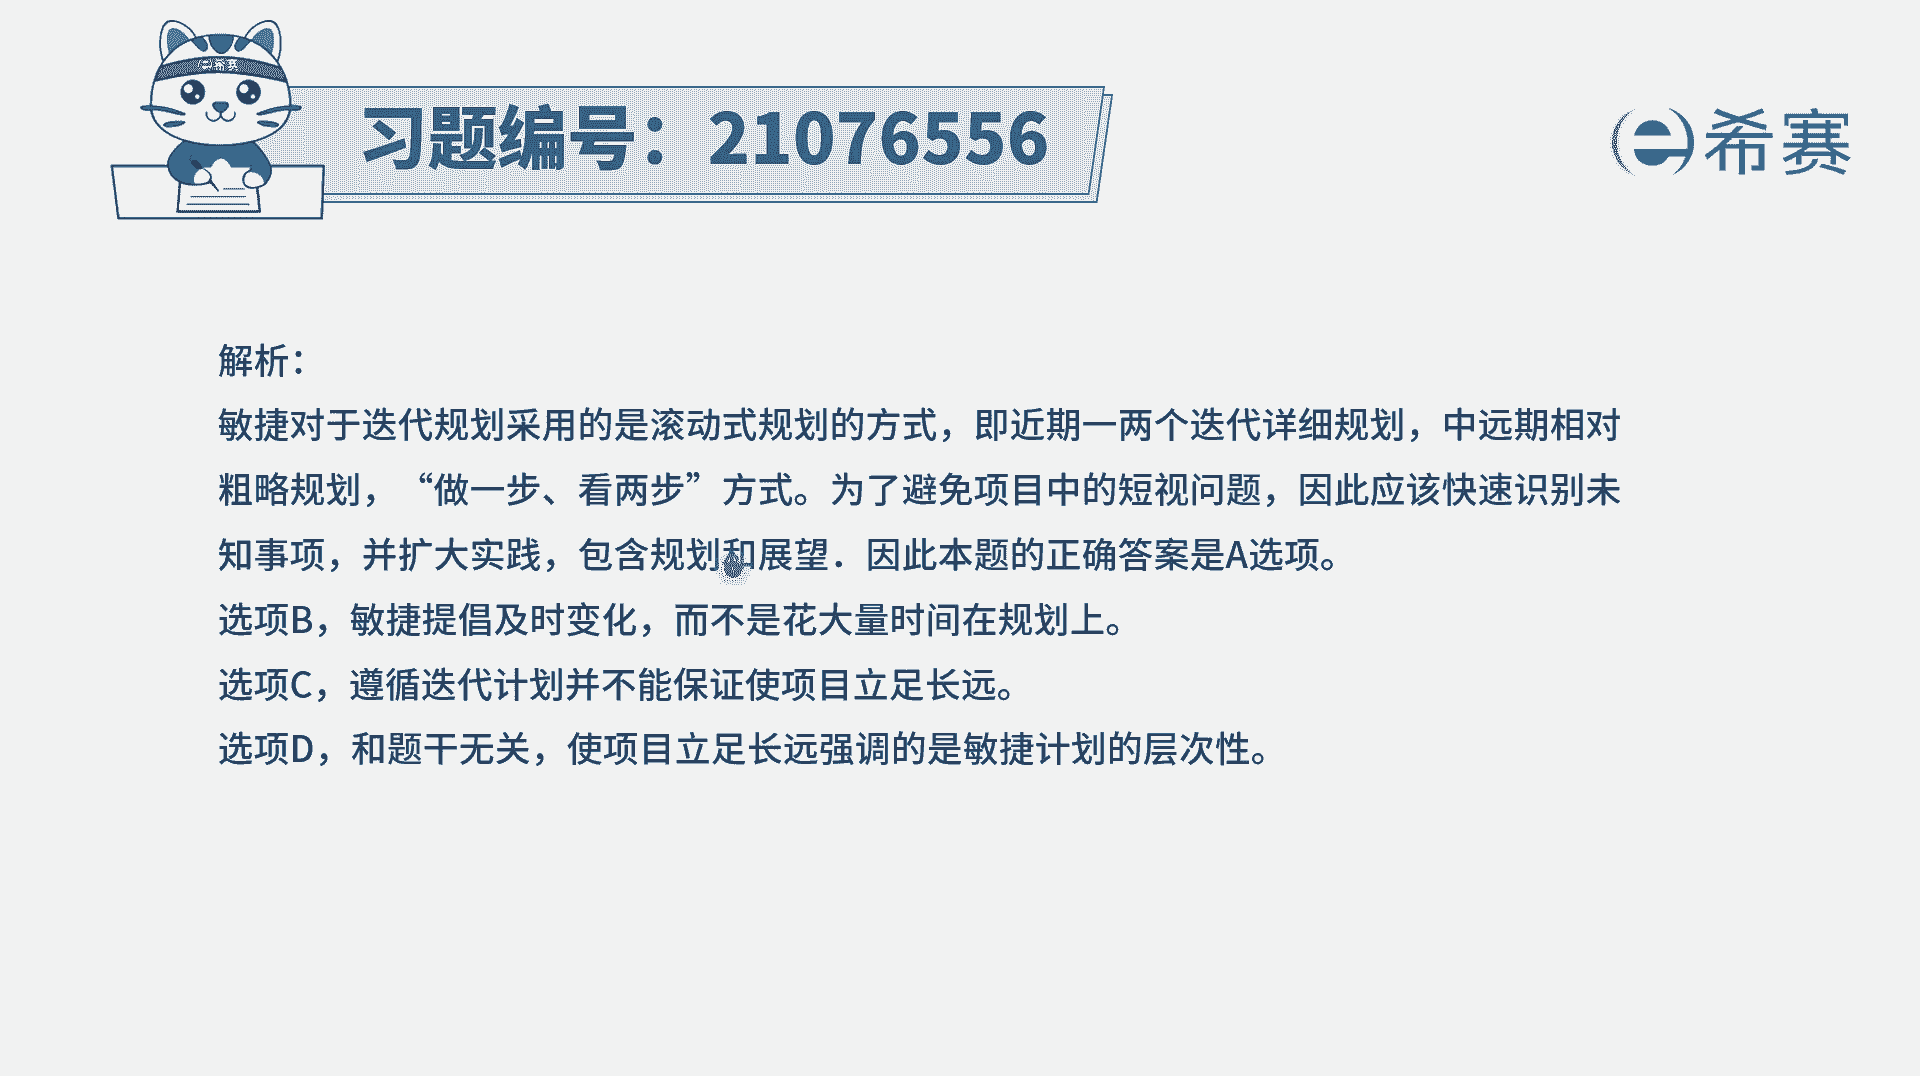 希赛
习题编号：21076556
希赛
解析：
敏捷对于迭代规划采用的是滚动式规划的方式，即近期一两个迭代详细规划，中远期相对
粗略规划，“做一步、看两步”方式。为了避免项目中的短视问题，因此应该快速识别未
知事项，并扩大实践，包含规划和展望．因此本题的正确答案是A选项。
选项B，敏捷提倡及时变化，而不是花大量时间在规划上。
选项C，遵循迭代计划并不能保证使项目立足长远。
选项D，和题干无关，使项目立足长远强调的是敏捷计划的层次性。